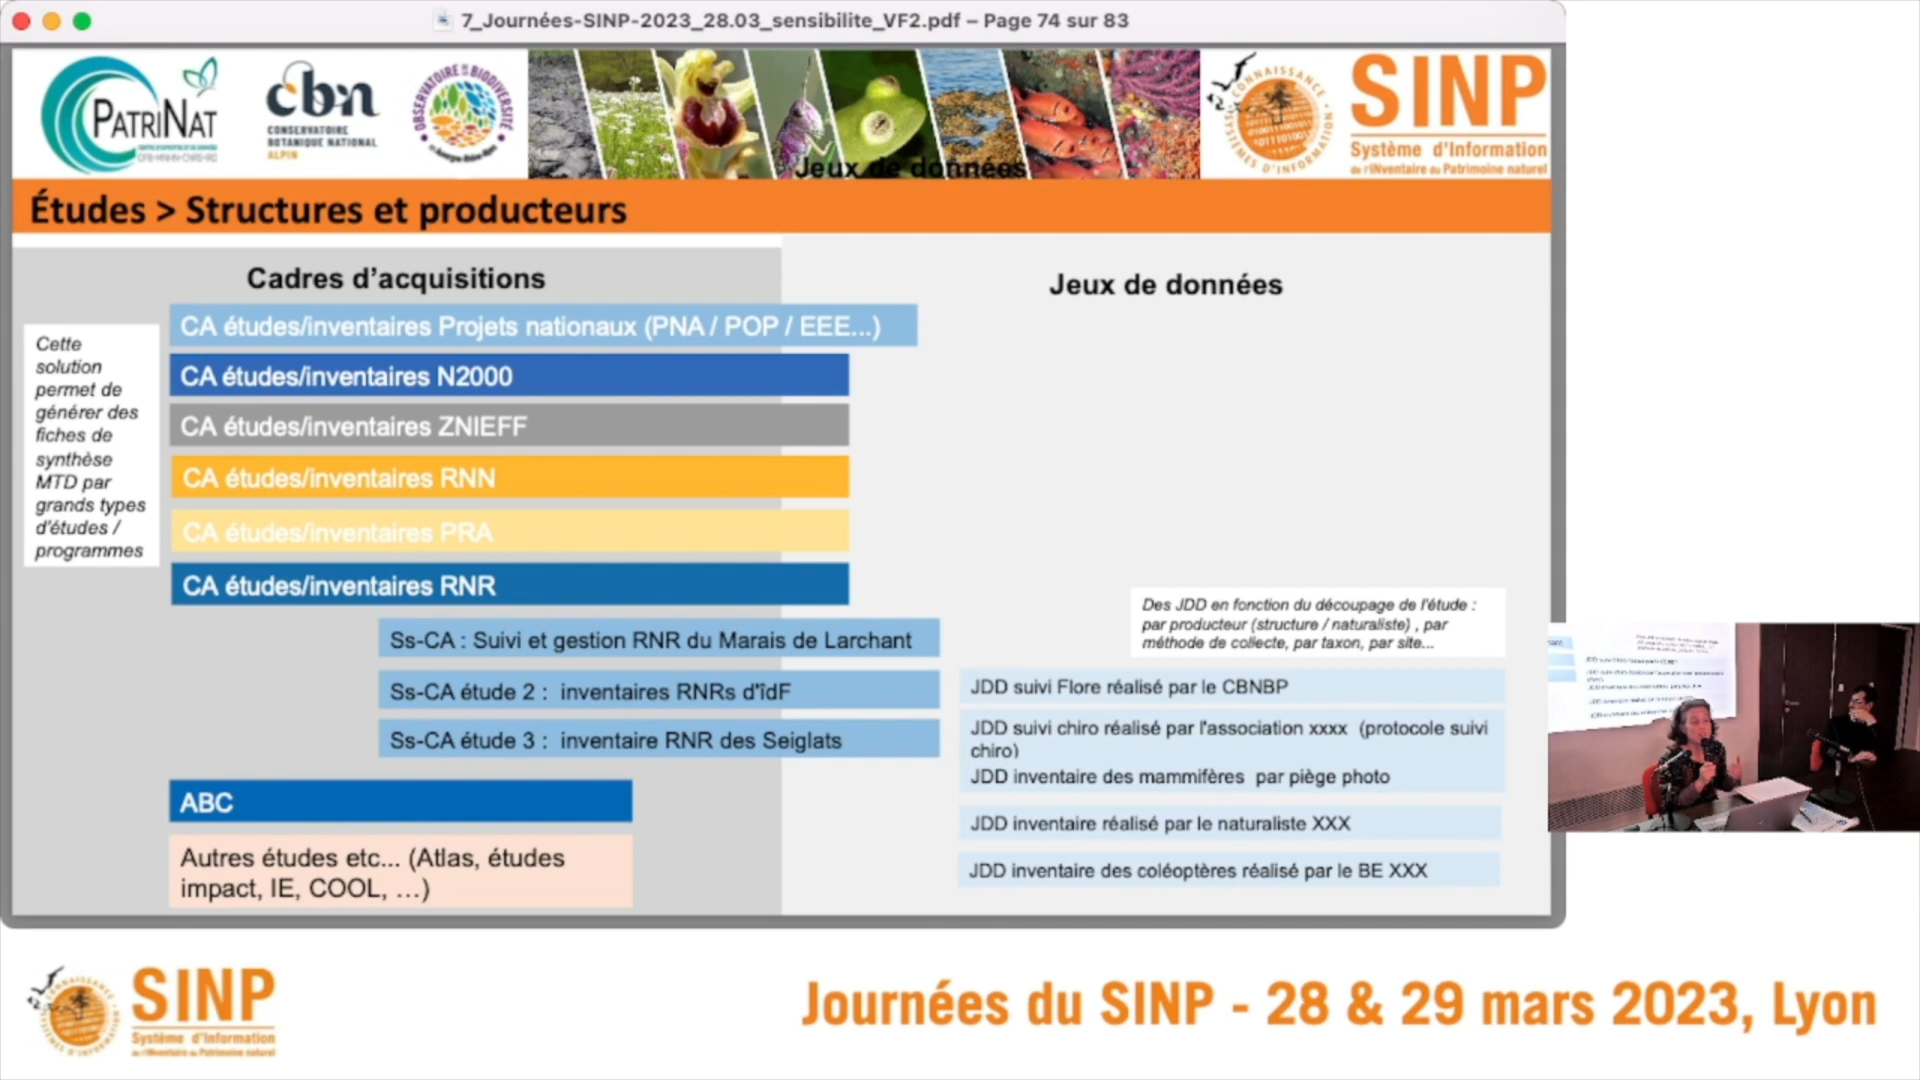 7_Journées-SINP-2023_28.03_sensibilite_VF2.pdf – Page 74 sur 83
PATRINAT
cbn
CONSERVATOIRE
BOTANIQUE NATIONAL
ALPIN
OBSERVATOIRE de la BIODIVERSITÉ
Jeux de données
CONNAISSANCE
SYSTÈMES D'INFORMATION
SINP
Système d'Information
de l'INventaire du Patrimoine naturel
Études > Structures et producteurs
Cadres d'acquisitions
Jeux de données
Cette
solution
permet de
générer des
fiches de
synthèse
MTD par
grands types
d'études /
programmes
CA études/inventaires Projets nationaux (PNA / POP / EEE...)
CA études/inventaires N2000
CA études/inventaires ZNIEFF
CA études/inventaires RNN
CA études/inventaires PRA
CA études/inventaires RNR
Ss-CA : Suivi et gestion RNR du Marais de Larchant
Ss-CA étude 2 : inventaires RNRs d'îdF
Ss-CA étude 3 : inventaire RNR des Seiglats
ABC
Autres études etc... (Atlas, études
impact, IE, COOL, ...)
Des JDD en fonction du découpage de l'étude :
par producteur (structure / naturaliste) , par
méthode de collecte, par taxon, par site...
JDD suivi Flore réalisé par le CBNBP
JDD suivi chiro réalisé par l'association xxxx (protocole suivi
chiro)
JDD inventaire des mammifères par piège photo
JDD inventaire réalisé par le naturaliste XXX
JDD inventaire des coléoptères réalisé par le BE XXX
SINP
Système d'Information
de l'INventaire du Patrimoine naturel
Journées du SINP - 28 & 29 mars 2023, Lyon